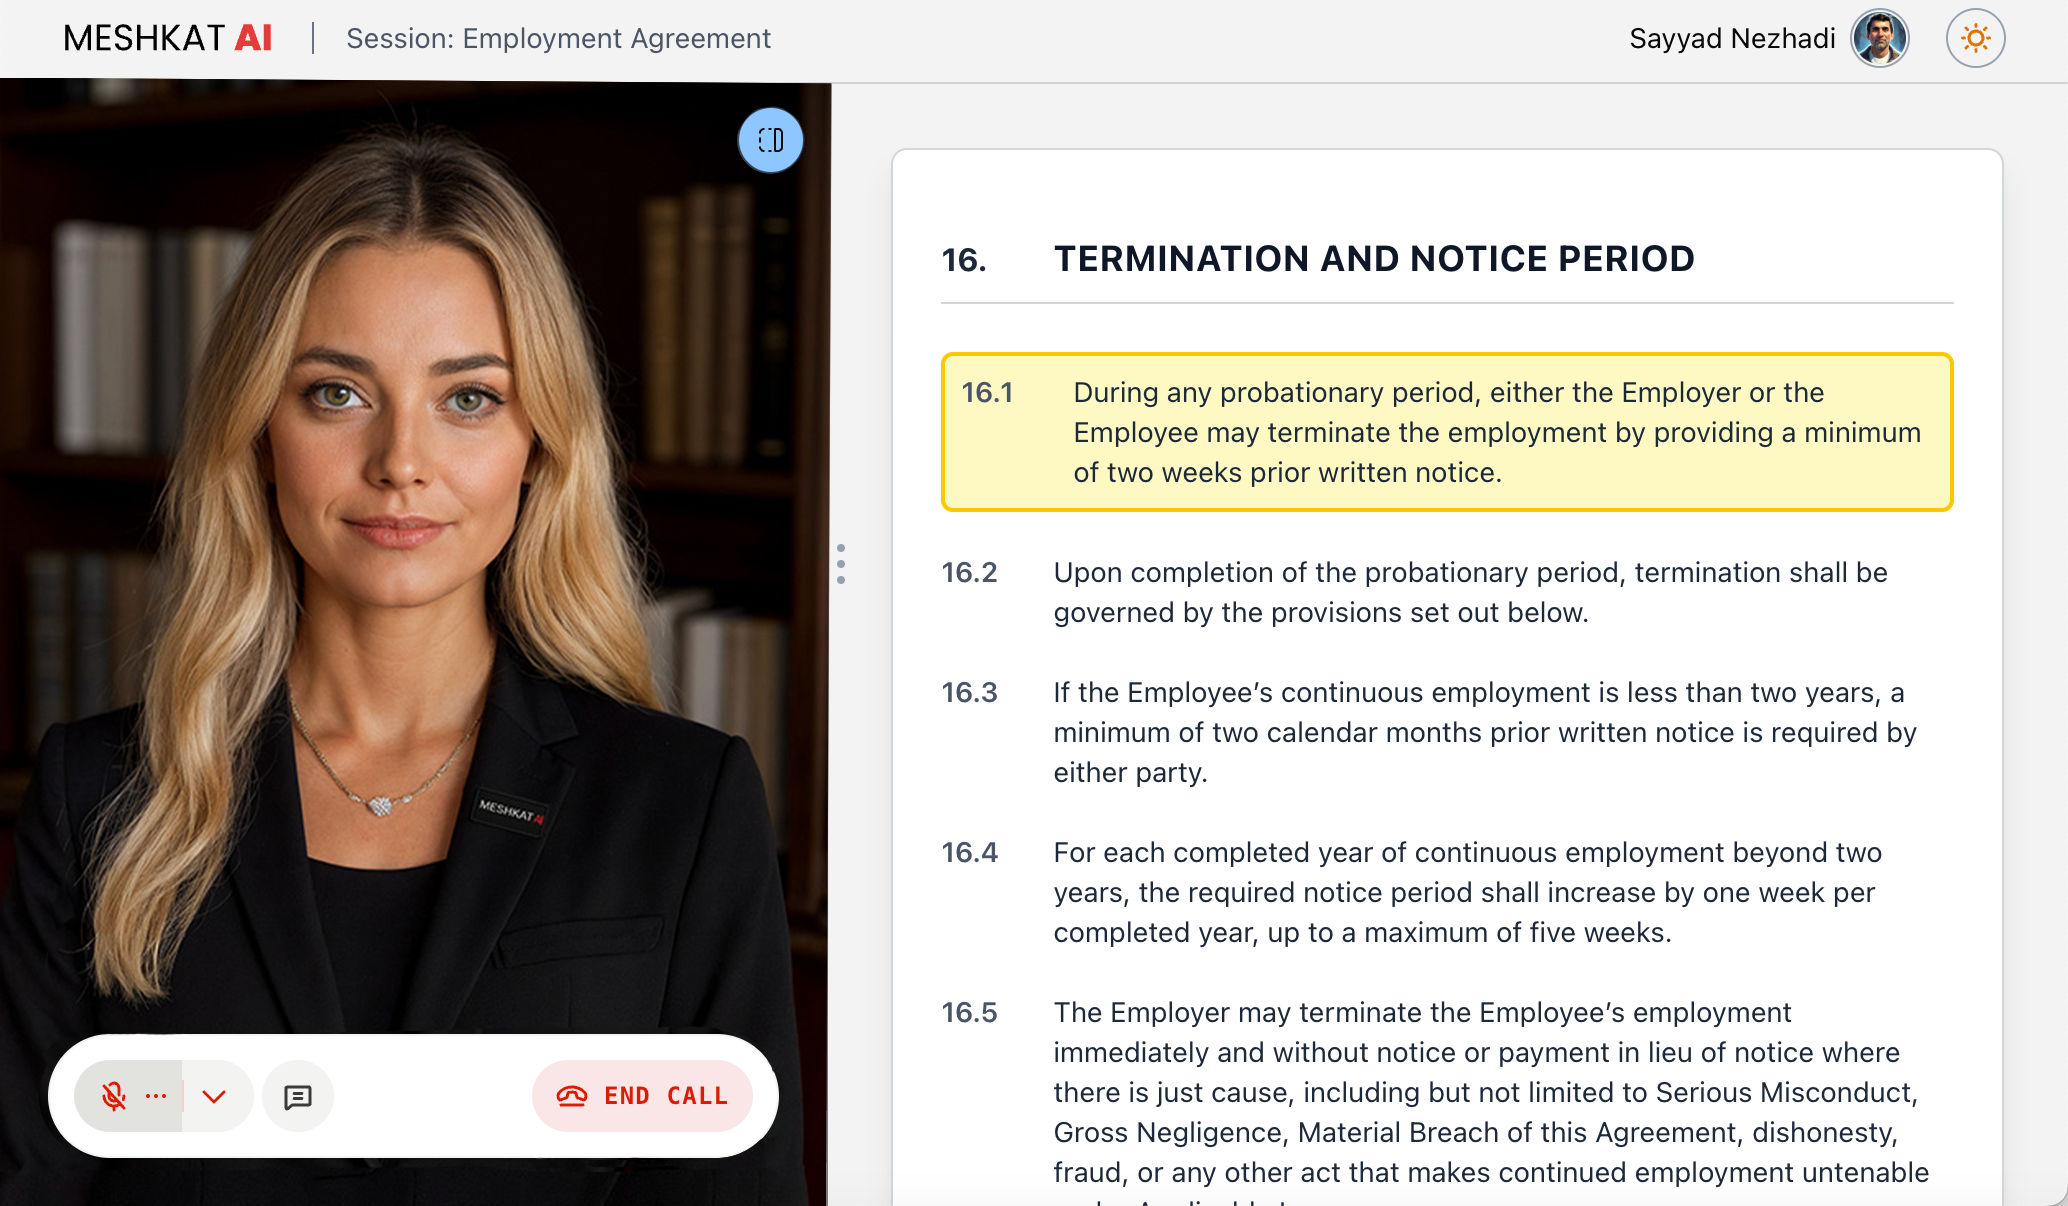 MESHKAT AI
Session: Employment Agreement
Sayyad Nezhadi
MESHKAT AI
END CALL
16. TERMINATION AND NOTICE PERIOD
16.1 During any probationary period, either the Employer or the
Employee may terminate the employment by providing a minimum
of two weeks prior written notice.
16.2 Upon completion of the probationary period, termination shall be
governed by the provisions set out below.
16.3 If the Employee’s continuous employment is less than two years, a
minimum of two calendar months prior written notice is required by
either party.
16.4 For each completed year of continuous employment beyond two
years, the required notice period shall increase by one week per
completed year, up to a maximum of five weeks.
16.5 The Employer may terminate the Employee’s employment
immediately and without notice or payment in lieu of notice where
there is just cause, including but not limited to Serious Misconduct,
Gross Negligence, Material Breach of this Agreement, dishonesty,
fraud, or any other act that makes continued employment untenable